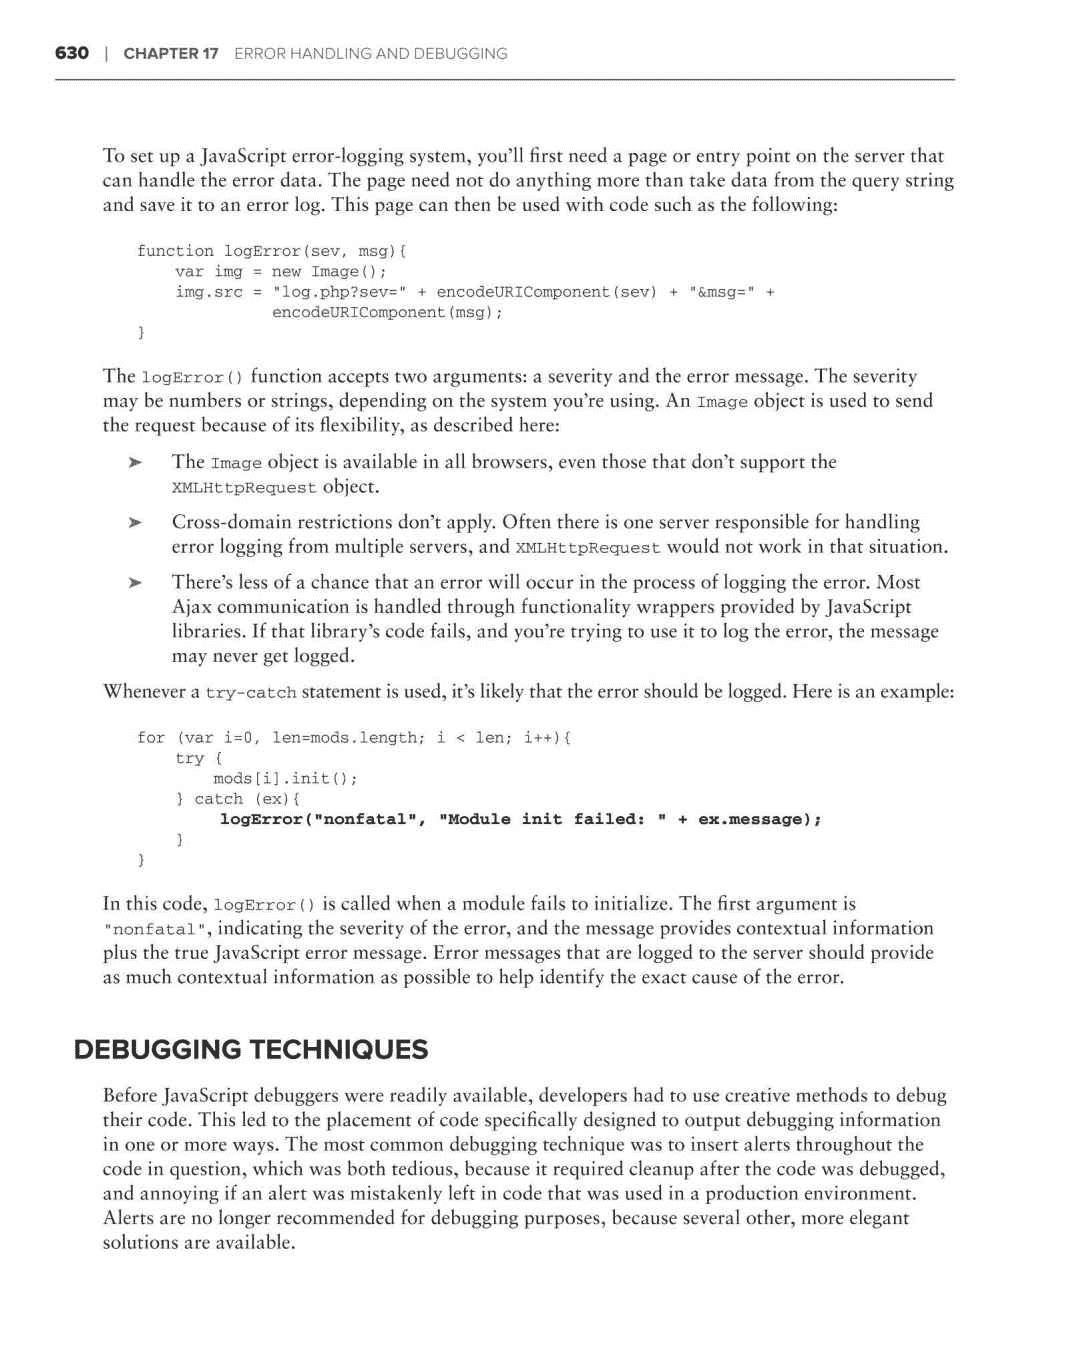 630 | CHAPTER 17 ERROR HANDLING AND DEBUGGING
To set up a JavaScript error-logging system, you’ll first need a page or entry point on the server that
can handle the error data. The page need not do anything more than take data from the query string
and save it to an error log. This page can then be used with code such as the following:
function logError(sev, msg){
    var img = new Image();
    img.src = "log.php?sev=" + encodeURIComponent(sev) + "&msg=" +
              encodeURIComponent(msg);
}
The logError() function accepts two arguments: a severity and the error message. The severity
may be numbers or strings, depending on the system you’re using. An Image object is used to send
the request because of its flexibility, as described here:
➤ The Image object is available in all browsers, even those that don’t support the
XMLHttpRequest object.
➤ Cross-domain restrictions don’t apply. Often there is one server responsible for handling
error logging from multiple servers, and XMLHttpRequest would not work in that situation.
➤ There’s less of a chance that an error will occur in the process of logging the error. Most
Ajax communication is handled through functionality wrappers provided by JavaScript
libraries. If that library’s code fails, and you’re trying to use it to log the error, the message
may never get logged.
Whenever a try-catch statement is used, it’s likely that the error should be logged. Here is an example:
for (var i=0, len=mods.length; i < len; i++){
    try {
        mods[i].init();
    } catch (ex){
        logError("nonfatal", "Module init failed: " + ex.message);
    }
}
In this code, logError() is called when a module fails to initialize. The first argument is
"nonfatal", indicating the severity of the error, and the message provides contextual information
plus the true JavaScript error message. Error messages that are logged to the server should provide
as much contextual information as possible to help identify the exact cause of the error.
DEBUGGING TECHNIQUES
Before JavaScript debuggers were readily available, developers had to use creative methods to debug
their code. This led to the placement of code specifically designed to output debugging information
in one or more ways. The most common debugging technique was to insert alerts throughout the
code in question, which was both tedious, because it required cleanup after the code was debugged,
and annoying if an alert was mistakenly left in code that was used in a production environment.
Alerts are no longer recommended for debugging purposes, because several other, more elegant
solutions are available.